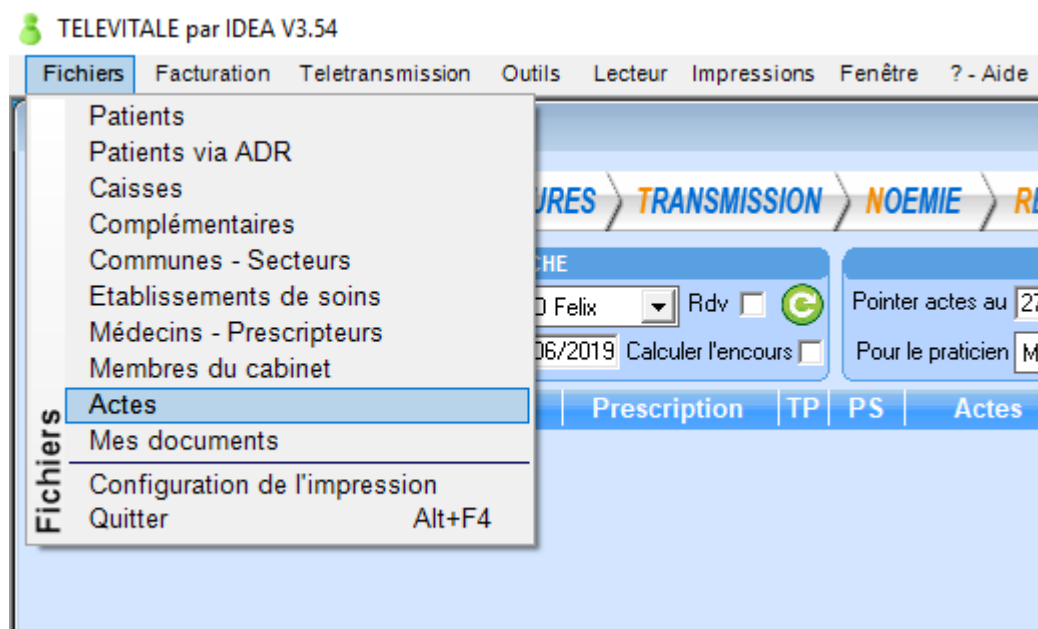 TELEVITALE par IDEA V3.54
Fichiers Facturation Teletransmission Outils Lecteur Impressions Fenêtre ? - Aide
Patients
Patients via ADR
Caisses
Complémentaires
Communes - Secteurs
Etablissements de soins
Médecins - Prescripteurs
Membres du cabinet
Actes
Mes documents
Configuration de l'impression
Quitter Alt+F4
Fichiers
TRANSMISSION NOEMIE
Felix Rdv Pointer actes au
06/2019 Calculer l'encours Pour le praticien
Prescription TP PS Actes